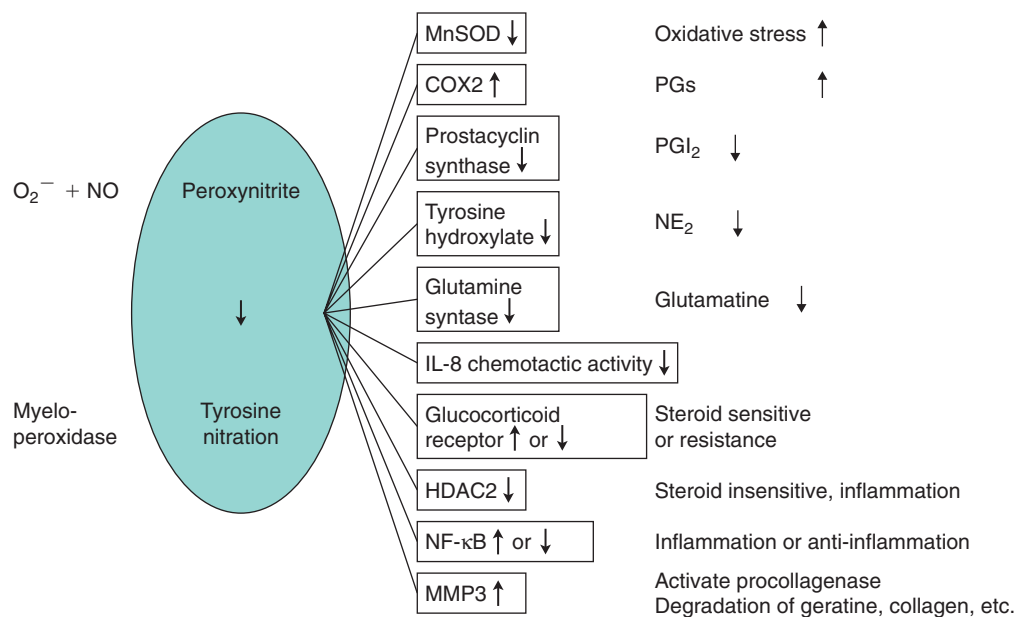 MnSOD ↓ Oxidative stress ↑
COX2 ↑ PGs ↑
Prostacyclin
synthase ↓ PGI₂ ↓
O₂⁻ + NO Peroxynitrite
Tyrosine
hydroxylate ↓ NE₂ ↓
↓
Glutamine
syntase ↓ Glutamatine ↓
IL-8 chemotactic activity ↓
Myelo-
peroxidase
Tyrosine
nitration
Glucocorticoid
receptor ↑ or ↓
Steroid sensitive
or resistance
HDAC2 ↓ Steroid insensitive, inflammation
NF-κB ↑ or ↓ Inflammation or anti-inflammation
MMP3 ↑
Activate procollagenase
Degradation of geratine, collagen, etc.